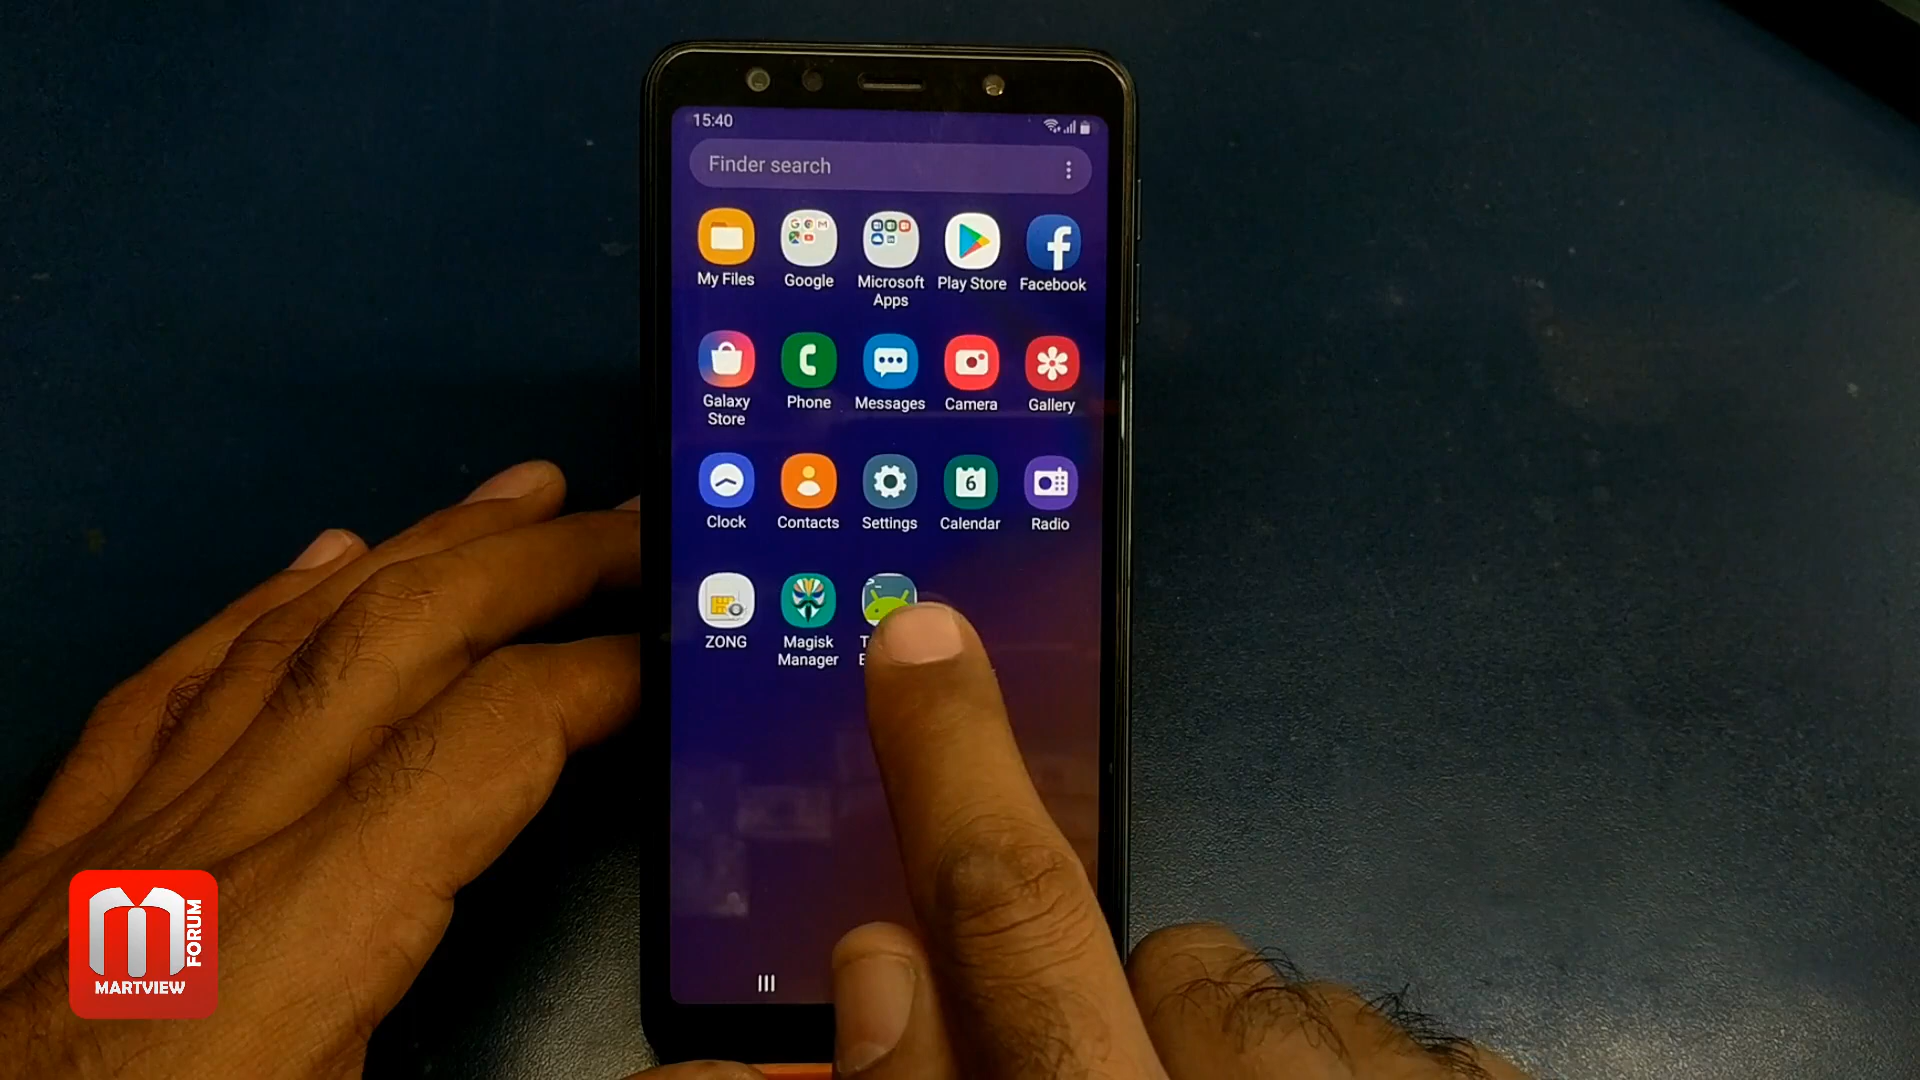 15:40
Finder search
My Files
Google
Microsoft
Apps
Play Store
Facebook
Galaxy
Store
Phone
Messages
Camera
Gallery
Clock
Contacts
Settings
Calendar
6
Radio
ZONG
Magisk
Manager
FORUM
MARTVIEW